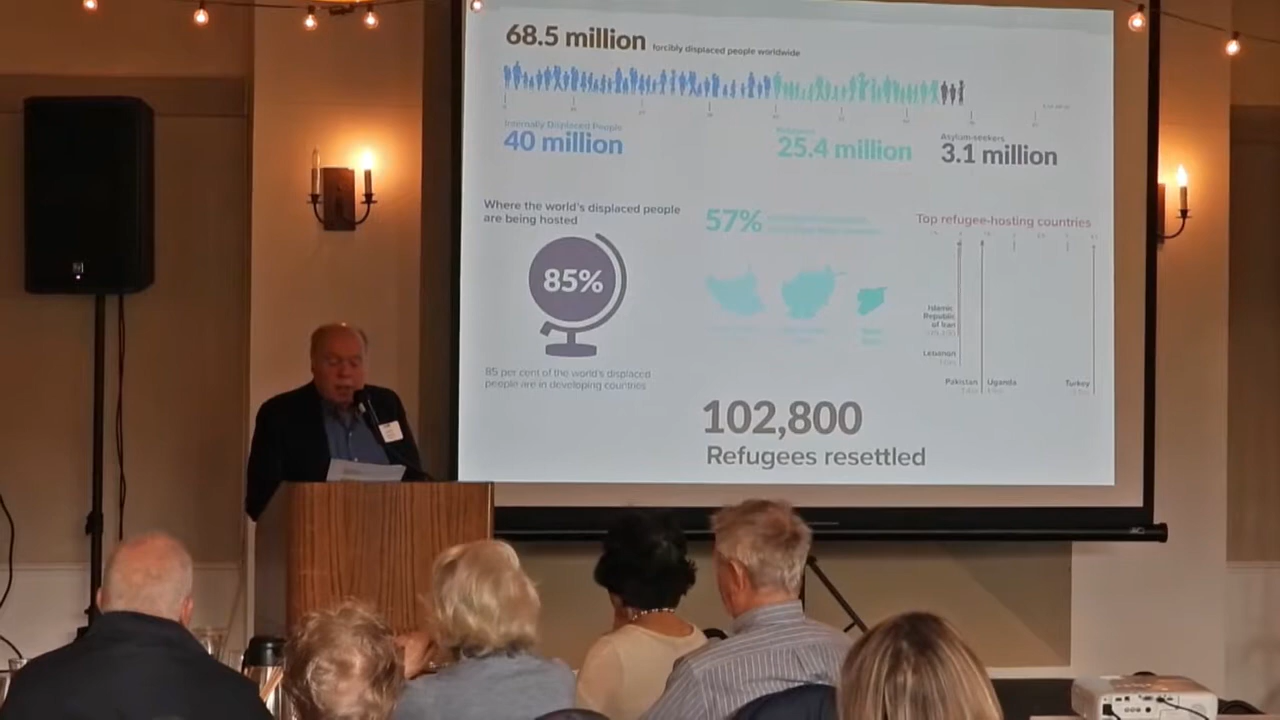 68.5 million forcibly displaced people worldwide
Internally Displaced People
40 million
25.4 million
Asylum-seekers
3.1 million
Where the world's displaced people
are being hosted
85%
85 per cent of the world's displaced
people are in developing countries
57%
102,800
Refugees resettled
Top refugee-hosting countries
Islamic
Republic
of Iran
Lebanon
Pakistan
Uganda
Turkey